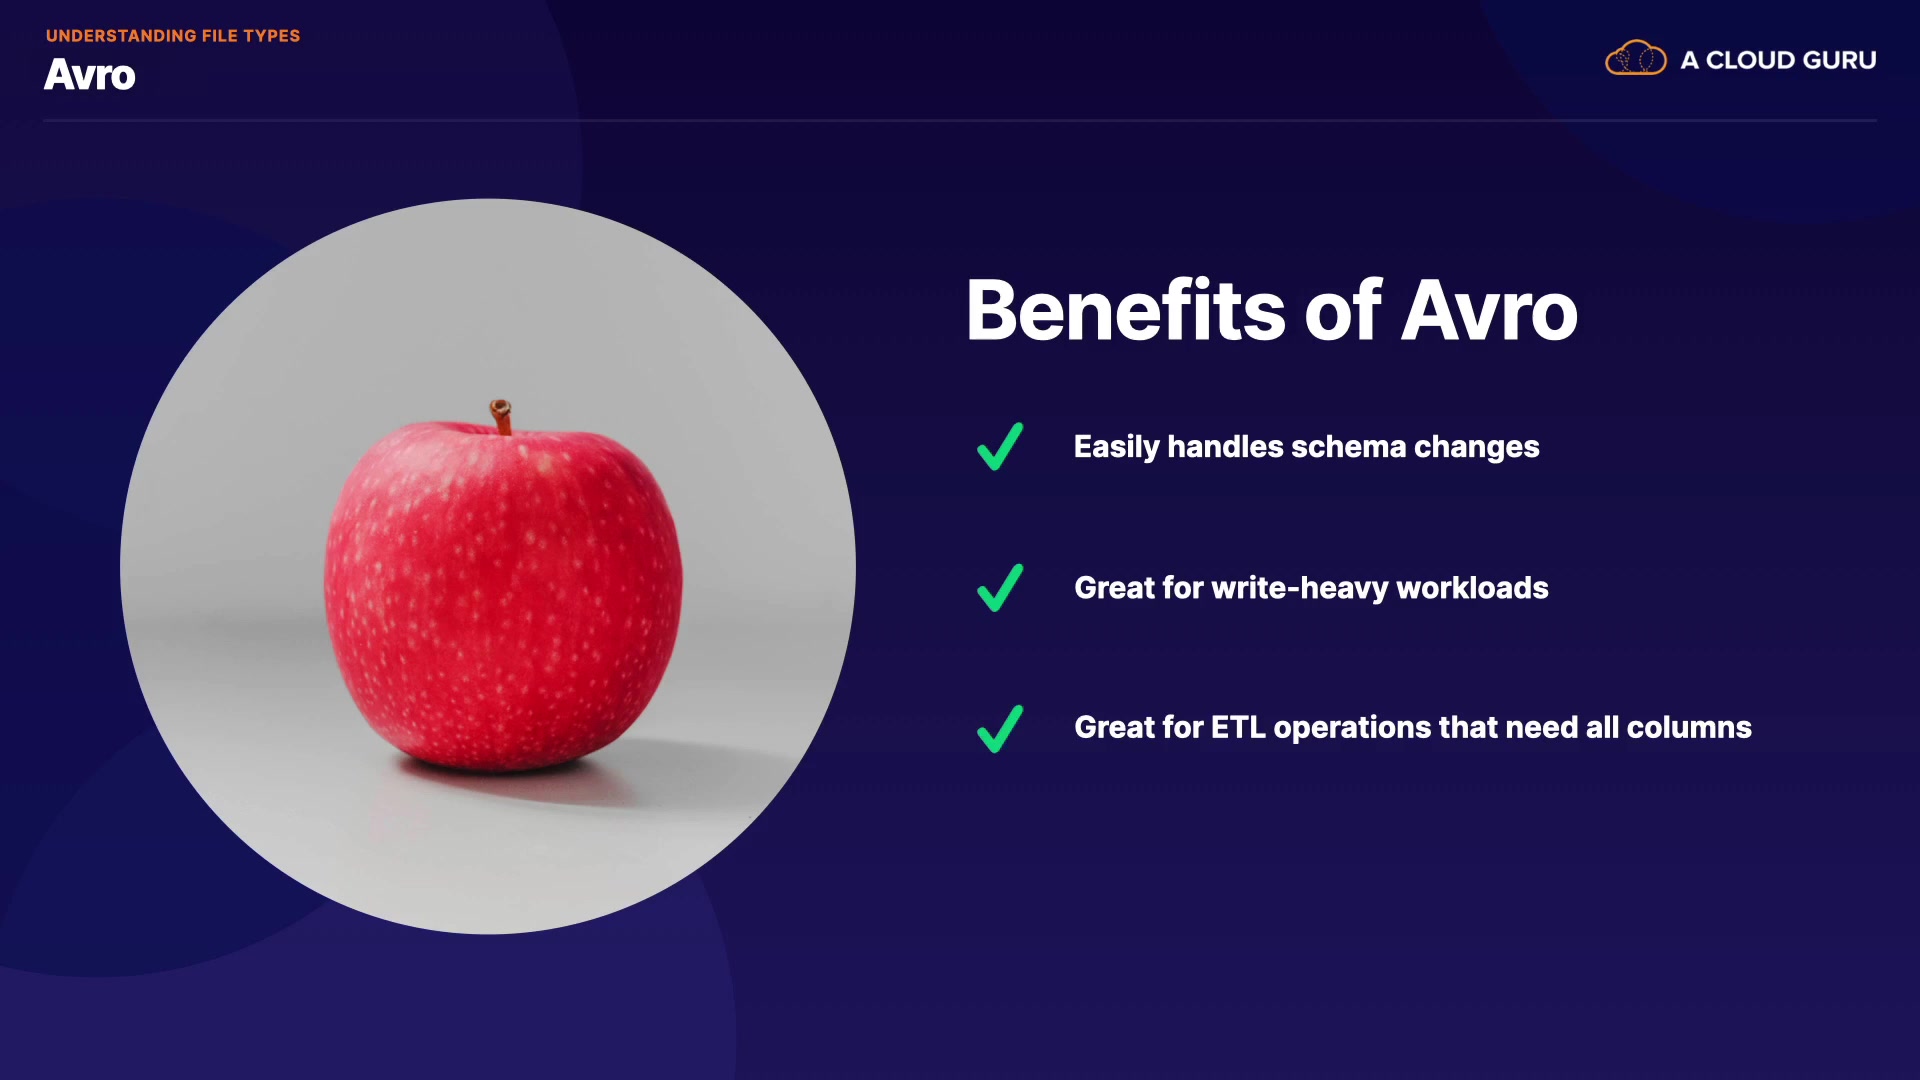 UNDERSTANDING FILE TYPES
Avro
A CLOUD GURU
Benefits of Avro
Easily handles schema changes
Great for write-heavy workloads
Great for ETL operations that need all columns